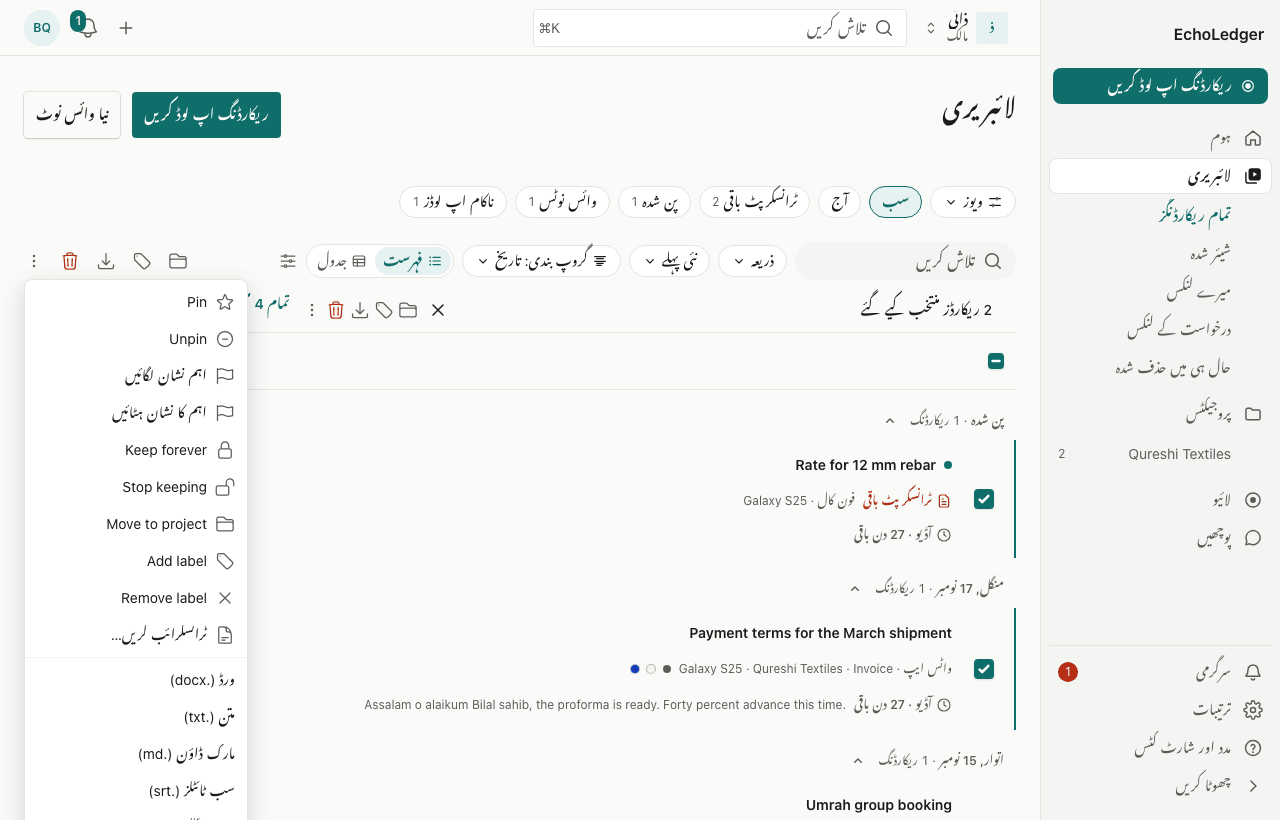 EchoLedger
ریکارڈنگ اپ لوڈ کریں
ہوم
لائبریری
تمام ریکارڈنگز
شیئر شدہ
میرے لنکس
درخواست کے لنکس
حال ہی میں حذف شدہ
پروجیکٹس
Qureshi Textiles 2
لائیو
پوچھیں
سرگرمی 1
ترتیبات
مدد اور شارٹ کٹس
چھوٹا کریں
ذ
ذاتی
مالک
تلاش کریں ⌘K
1
BQ
لائبریری
ریکارڈنگ اپ لوڈ کریں
نیا وائس نوٹ
ویوز
سب
آج
ٹرانسکرپٹ باقی 2
پن شدہ 1
وائس نوٹس 1
ناکام اپ لوڈز 1
تلاش کریں
ذریعہ
نئی پہلے
گروپ بندی: تاریخ
فہرست
جدول
2 ریکارڈز منتخب کیے گئے
تمام 4
پن شدہ · 1 ریکارڈنگ
Rate for 12 mm rebar
ٹرانسکرپٹ باقی فون کال · Galaxy S25
آڈیو · 27 دن باقی
منگل, 17 نومبر · 1 ریکارڈنگ
Payment terms for the March shipment
واٹس ایپ · Galaxy S25 · Qureshi Textiles · Invoice
آڈیو · 27 دن باقی Assalam o alaikum Bilal sahib, the proforma is ready. Forty percent advance this time.
اتوار, 15 نومبر · 1 ریکارڈنگ
Umrah group booking
Pin
Unpin
اہم نشان لگائیں
اہم کا نشان ہٹائیں
Keep forever
Stop keeping
Move to project
Add label
Remove label
ٹرانسکرائب کریں...
ورڈ (.docx)
متن (.txt)
مارک ڈاؤن (.md)
سب ٹائٹلز (.srt)